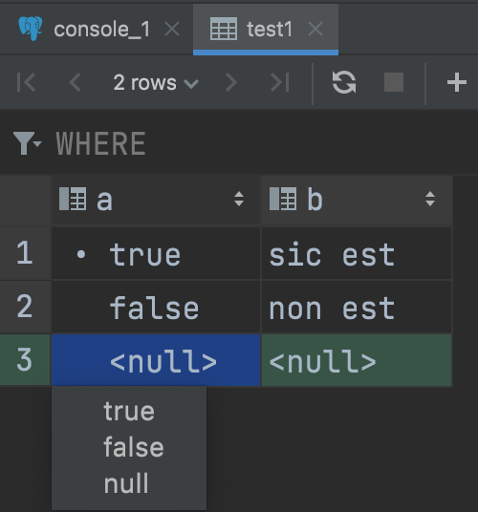 console_1 test1
2 rows
WHERE
a b
1 true sic est
2 false non est
3 <null> <null>
true
false
null